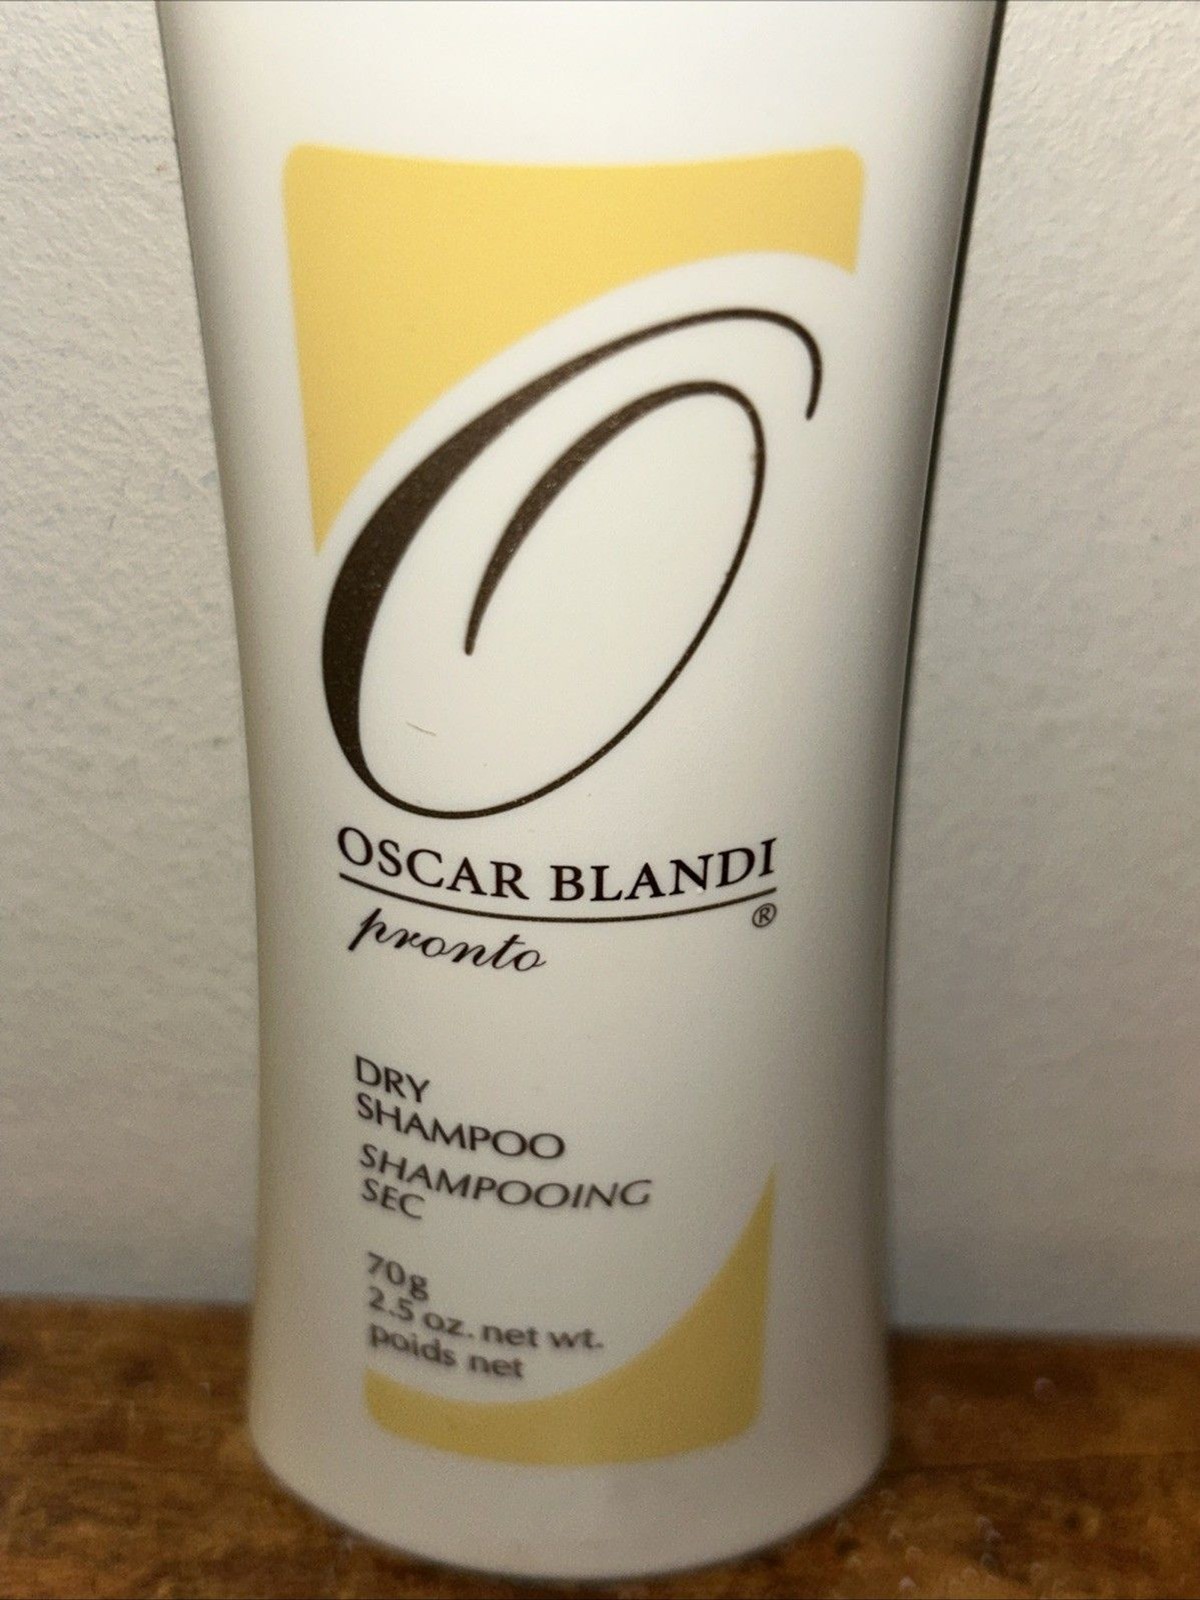 O
OSCAR BLANDI
®
pronto
DRY
SHAMPOO
SHAMPOOING
SEC
70g
2.5 oz. net wt.
poids net